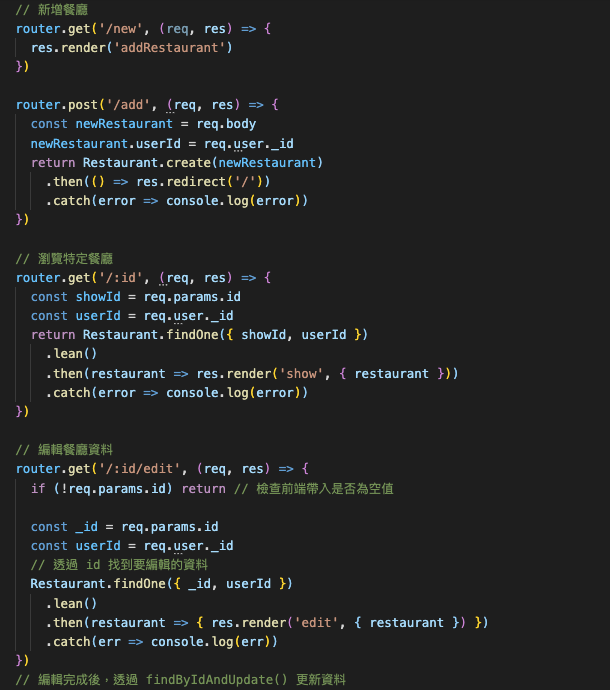 // 新增餐廳
router.get('/new', (req, res) => {
  res.render('addRestaurant')
})

router.post('/add', (req, res) => {
  const newRestaurant = req.body
  newRestaurant.userId = req.user._id
  return Restaurant.create(newRestaurant)
    .then(() => res.redirect('/'))
    .catch(error => console.log(error))
})

// 瀏覽特定餐廳
router.get('/:id', (req, res) => {
  const showId = req.params.id
  const userId = req.user._id
  return Restaurant.findOne({ showId, userId })
    .lean()
    .then(restaurant => res.render('show', { restaurant }))
    .catch(error => console.log(error))
})

// 編輯餐廳資料
router.get('/:id/edit', (req, res) => {
  if (!req.params.id) return // 檢查前端帶入是否為空值

  const _id = req.params.id
  const userId = req.user._id
  // 透過 id 找到要編輯的資料
  Restaurant.findOne({ _id, userId })
    .lean()
    .then(restaurant => { res.render('edit', { restaurant }) })
    .catch(err => console.log(err))
})
// 編輯完成後，透過 findByIdAndUpdate() 更新資料